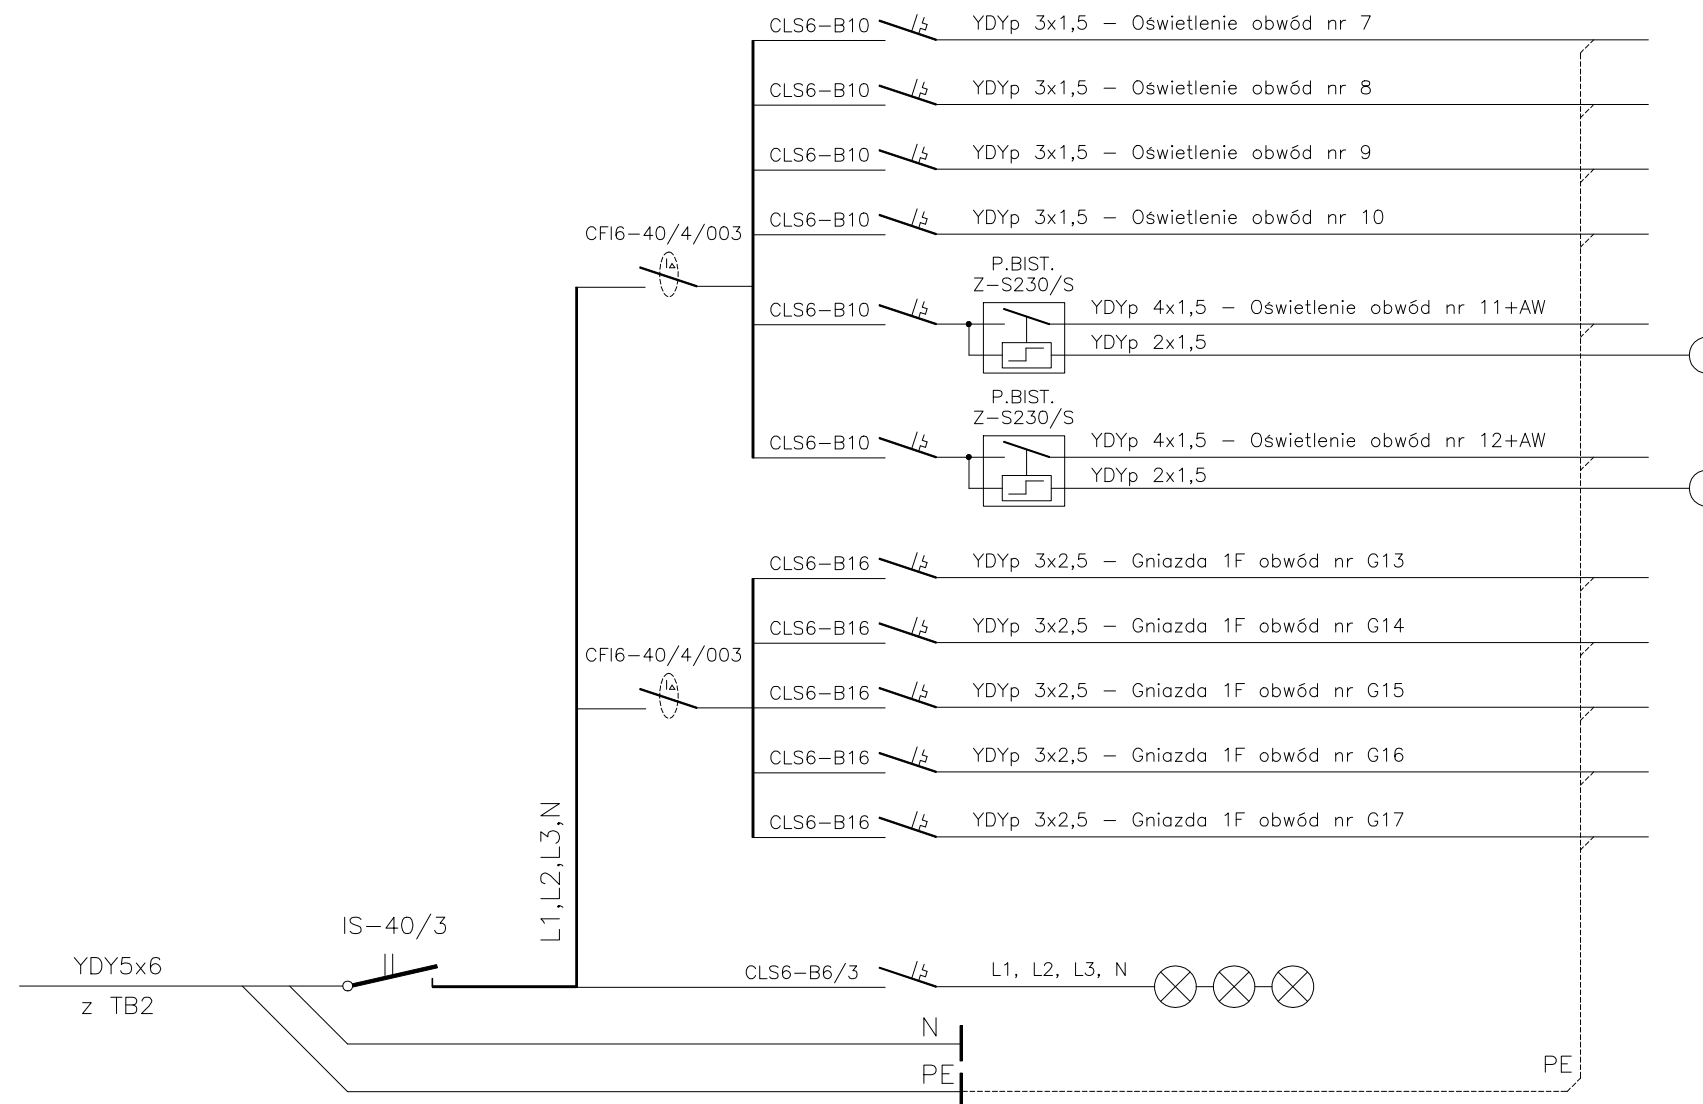 CLS6-B10 YDYp 3x1,5 - Oświetlenie obwód nr 7
CLS6-B10 YDYp 3x1,5 - Oświetlenie obwód nr 8
CLS6-B10 YDYp 3x1,5 - Oświetlenie obwód nr 9
CLS6-B10 YDYp 3x1,5 - Oświetlenie obwód nr 10
CFI6-40/4/003
I△
P.BIST.
Z-S230/S
CLS6-B10 YDYp 4x1,5 - Oświetlenie obwód nr 11+AW
YDYp 2x1,5
P.BIST.
Z-S230/S
CLS6-B10 YDYp 4x1,5 - Oświetlenie obwód nr 12+AW
YDYp 2x1,5
CLS6-B16 YDYp 3x2,5 - Gniazda 1F obwód nr G13
CLS6-B16 YDYp 3x2,5 - Gniazda 1F obwód nr G14
CFI6-40/4/003
I△
CLS6-B16 YDYp 3x2,5 - Gniazda 1F obwód nr G15
CLS6-B16 YDYp 3x2,5 - Gniazda 1F obwód nr G16
CLS6-B16 YDYp 3x2,5 - Gniazda 1F obwód nr G17
L1,L2,L3,N
IS-40/3
YDY5x6
z TB2
CLS6-B6/3 L1, L2, L3, N
N
PE
PE